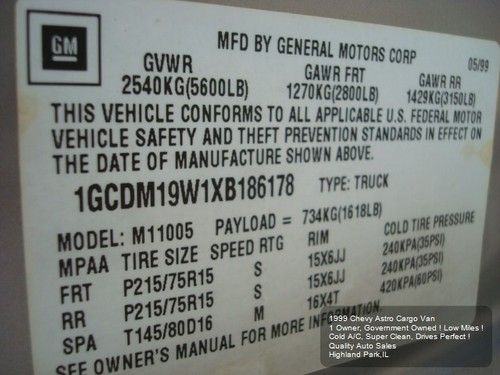 GM
MFD BY GENERAL MOTORS CORP 05/99
GVWR GAWR FRT GAWR RR
2540KG(5600LB) 1270KG(2800LB) 1429KG(3150LB)
THIS VEHICLE CONFORMS TO ALL APPLICABLE U.S. FEDERAL MOTOR
VEHICLE SAFETY AND THEFT PREVENTION STANDARDS IN EFFECT ON
THE DATE OF MANUFACTURE SHOWN ABOVE.
1GCDM19W1XB186178 TYPE: TRUCK
MODEL: M11005 PAYLOAD = 734KG(1618LB)
MPAA TIRE SIZE SPEED RTG RIM COLD TIRE PRESSURE
FRT P215/75R15 S 15X6JJ 240KPA(35PSI)
RR P215/75R15 S 15X6JJ 240KPA(35PSI)
SPA T145/80D16 M 16X4T 420KPA(60PSI)
SEE OWNER'S MANUAL FOR MORE INFORMATION
1999 Chevy Astro Cargo Van
1 Owner, Government Owned ! Low Miles !
Cold A/C, Super Clean, Drives Perfect !
Quality Auto Sales
Highland Park,IL